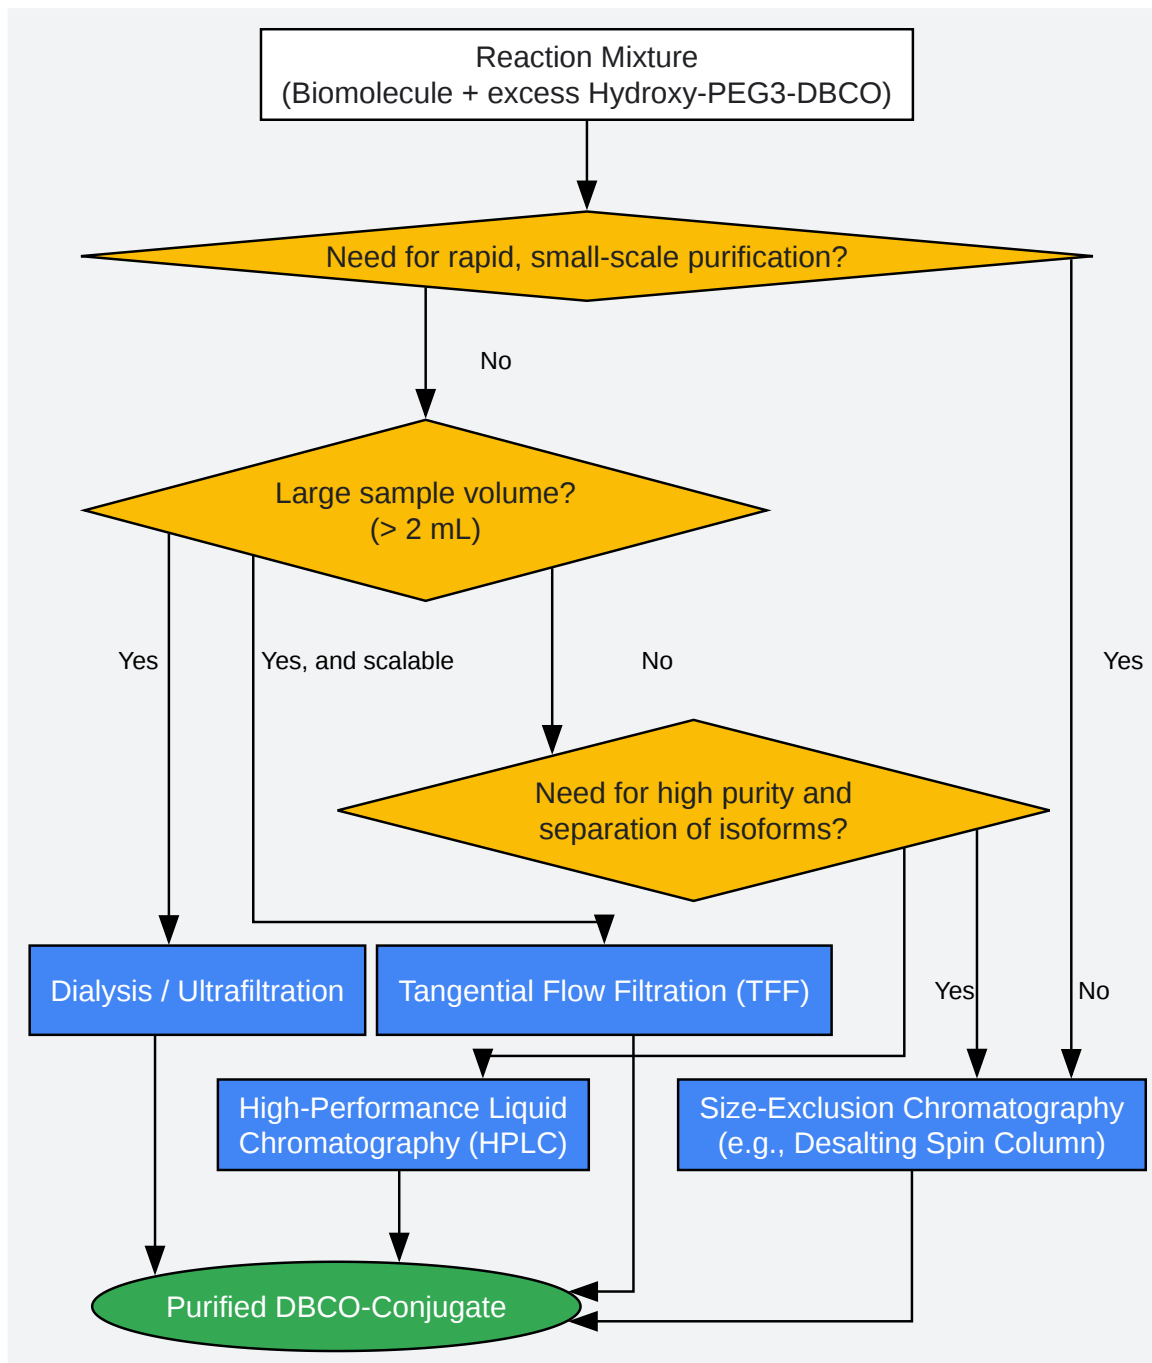 Reaction Mixture
(Biomolecule + excess Hydroxy-PEG3-DBCO)
Need for rapid, small-scale purification?
No
Large sample volume?
(> 2 mL)
Yes
Yes, and scalable
No
Yes
Need for high purity and
separation of isoforms?
Dialysis / Ultrafiltration
Tangential Flow Filtration (TFF)
Yes
No
High-Performance Liquid
Chromatography (HPLC)
Size-Exclusion Chromatography
(e.g., Desalting Spin Column)
Purified DBCO-Conjugate